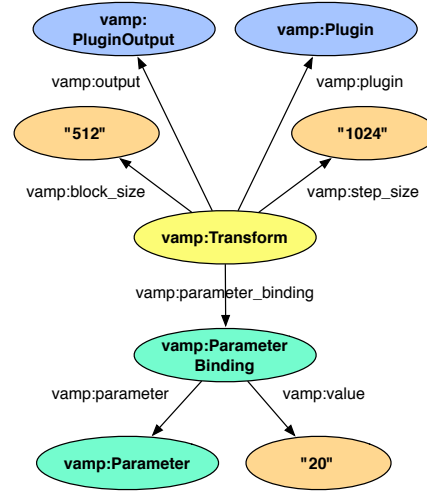 vamp:
PluginOutput
vamp:Plugin
vamp:output
vamp:plugin
"512"
"1024"
vamp:block_size
vamp:step_size
vamp:Transform
vamp:parameter_binding
vamp:Parameter
Binding
vamp:parameter
vamp:value
vamp:Parameter
"20"